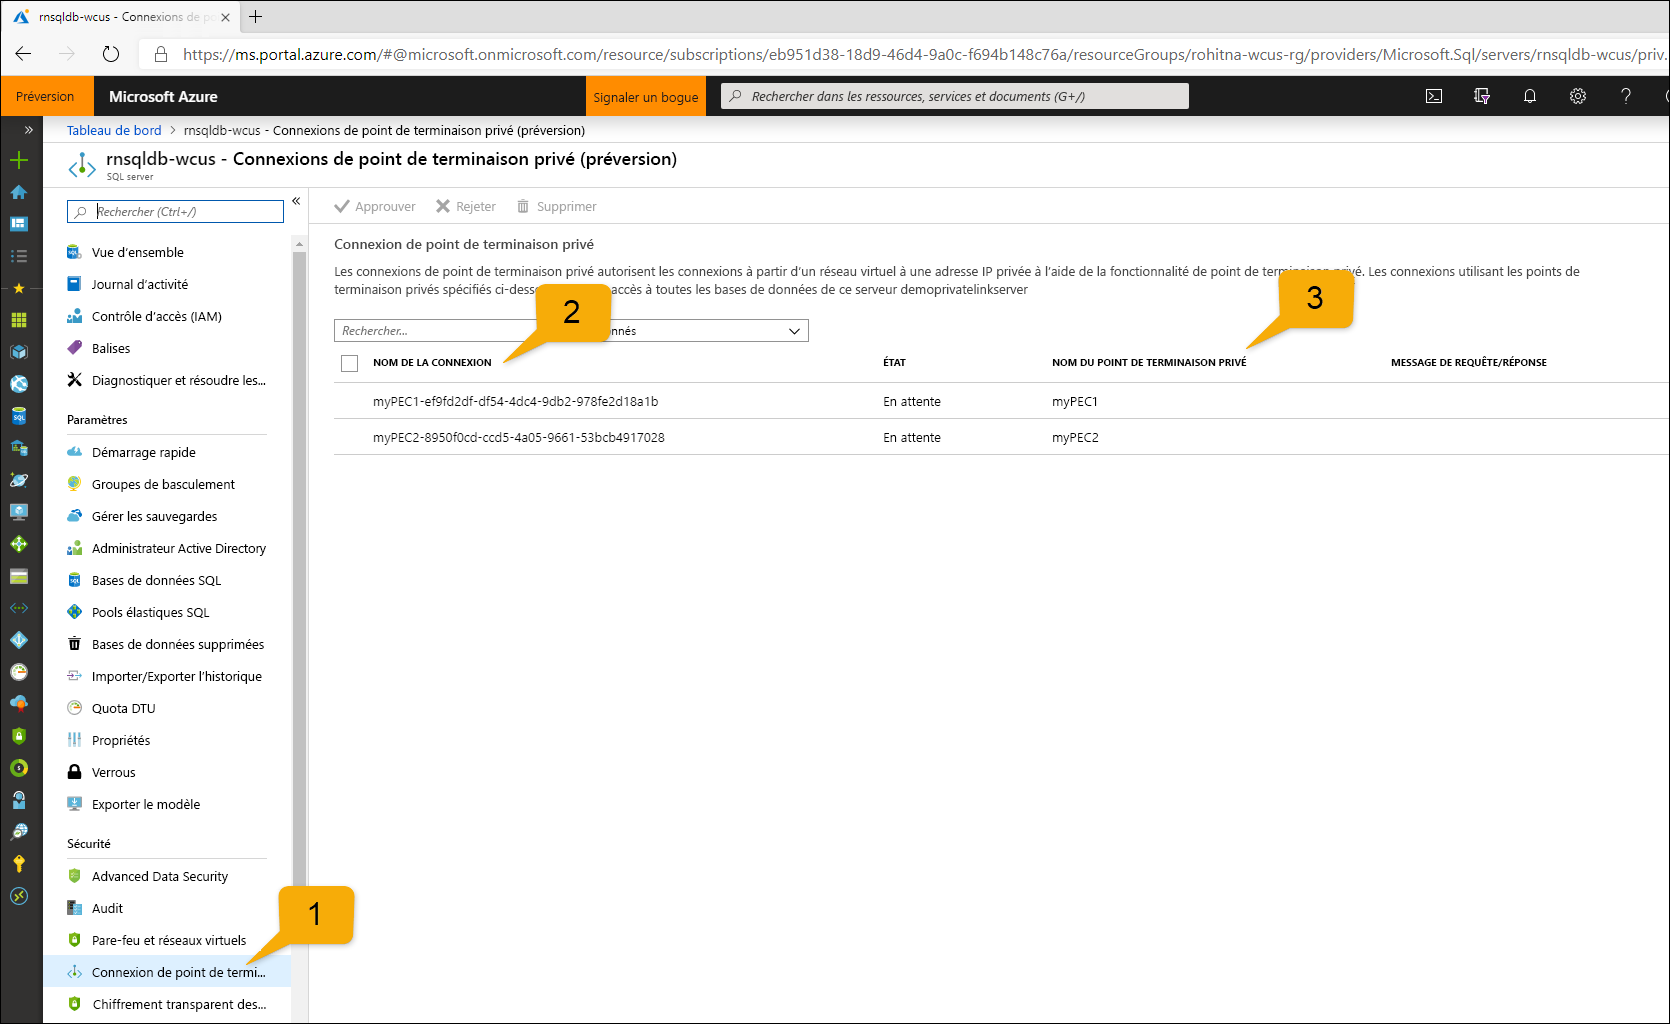 rnsqldb-wcus - Connexions de po
https://ms.portal.azure.com/#@microsoft.onmicrosoft.com/resource/subscriptions/eb951d38-18d9-46d4-9a0c-f694b148c76a/resourceGroups/rohitna-wcus-rg/providers/Microsoft.Sql/servers/rnsqldb-wcus/priv.
Préversion
Microsoft Azure
Signaler un bogue
Rechercher dans les ressources, services et documents (G+/)
Tableau de bord > rnsqldb-wcus - Connexions de point de terminaison privé (préversion)
rnsqldb-wcus - Connexions de point de terminaison privé (préversion)
SQL server
Rechercher (Ctrl+/)
Vue d'ensemble
Journal d'activité
Contrôle d'accès (IAM)
Balises
Diagnostiquer et résoudre les...
Paramètres
Démarrage rapide
Groupes de basculement
Gérer les sauvegardes
Administrateur Active Directory
Bases de données SQL
Pools élastiques SQL
Bases de données supprimées
Importer/Exporter l'historique
Quota DTU
Propriétés
Verrous
Exporter le modèle
Sécurité
Advanced Data Security
Audit
Pare-feu et réseaux virtuels
Connexion de point de termi...
Chiffrement transparent des...
1
Approuver Rejeter Supprimer
Connexion de point de terminaison privé
Les connexions de point de terminaison privé autorisent les connexions à partir d'un réseau virtuel à une adresse IP privée à l'aide de la fonctionnalité de point de terminaison privé. Les connexions utilisant les points de
terminaison privés spécifiés ci-dess accès à toutes les bases de données de ce serveur demoprivatelinkserver
2
3
Rechercher... nnés
NOM DE LA CONNEXION ÉTAT NOM DU POINT DE TERMINAISON PRIVÉ MESSAGE DE REQUÊTE/RÉPONSE
myPEC1-ef9fd2df-df54-4dc4-9db2-978fe2d18a1b En attente myPEC1
myPEC2-8950f0cd-ccd5-4a05-9661-53bcb4917028 En attente myPEC2